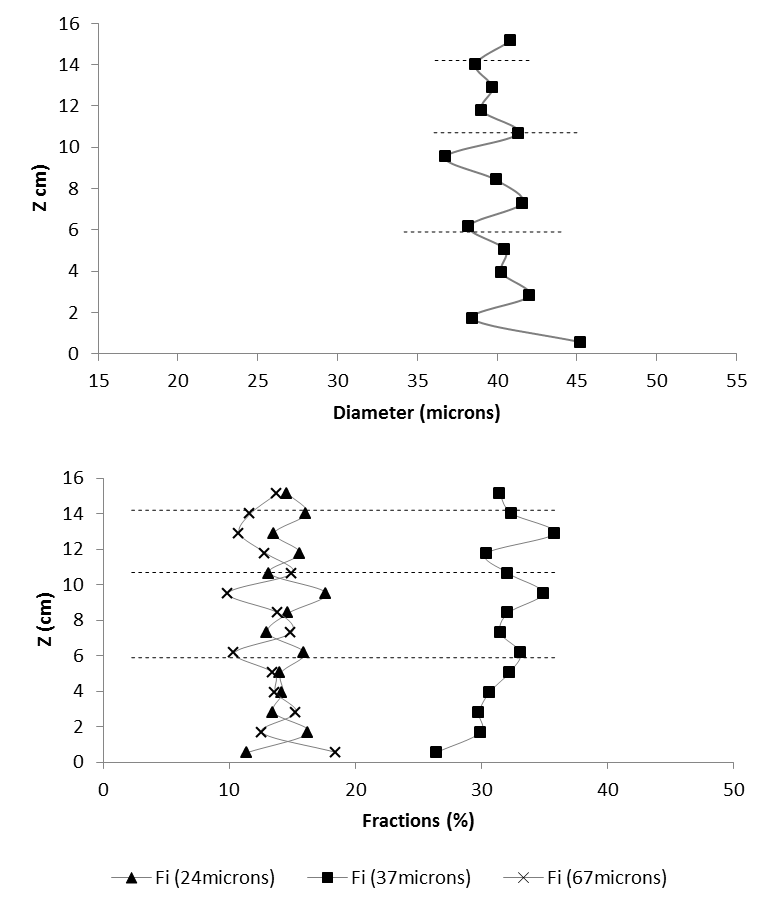 16
14
12
10
8
6
4
2
0
Z cm)
15 20 25 30 35 40 45 50 55
Diameter (microns)
16
14
12
10
8
6
4
2
0
Z (cm)
0 10 20 30 40 50
Fractions (%)
Fi (24microns) Fi (37microns) Fi (67microns)